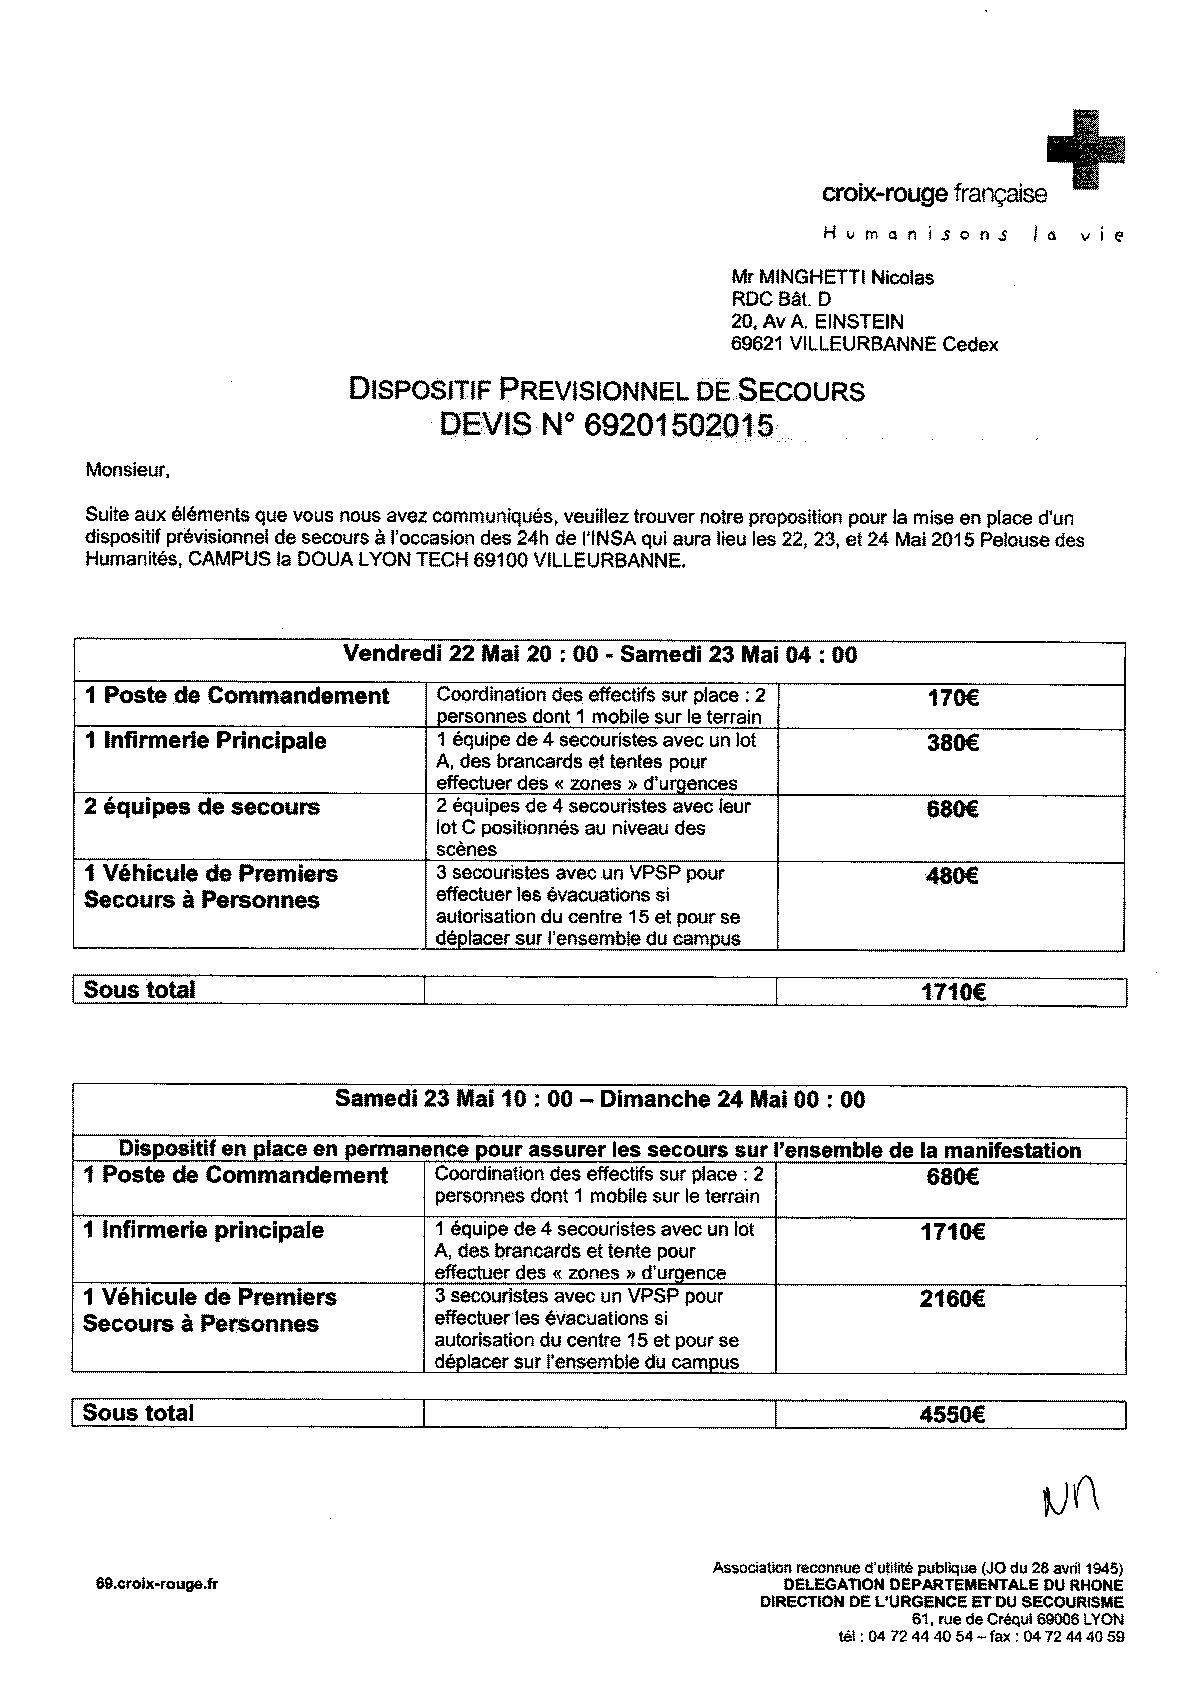 croix-rouge française
Humanisons la vie
Mr MINGHETTI Nicolas
RDC Bât. D
20, Av A. EINSTEIN
69621 VILLEURBANNE Cedex
DISPOSITIF PREVISIONNEL DE SECOURS
DEVIS N° 69201502015
Monsieur,
Suite aux éléments que vous nous avez communiqués, veuillez trouver notre proposition pour la mise en place d'un
dispositif prévisionnel de secours à l'occasion des 24h de l'INSA qui aura lieu les 22, 23, et 24 Mai 2015 Pelouse des
Humanités, CAMPUS la DOUA LYON TECH 69100 VILLEURBANNE.
Vendredi 22 Mai 20 : 00 - Samedi 23 Mai 04 : 00
1 Poste de Commandement
Coordination des effectifs sur place : 2
personnes dont 1 mobile sur le terrain
170€
1 Infirmerie Principale
1 équipe de 4 secouristes avec un lot
A, des brancards et tentes pour
effectuer des « zones » d'urgences
380€
2 équipes de secours
2 équipes de 4 secouristes avec leur
lot C positionnés au niveau des
scènes
680€
1 Véhicule de Premiers
Secours à Personnes
3 secouristes avec un VPSP pour
effectuer les évacuations si
autorisation du centre 15 et pour se
déplacer sur l'ensemble du campus
480€
Sous total
1710€
Samedi 23 Mai 10 : 00 – Dimanche 24 Mai 00 : 00
Dispositif en place en permanence pour assurer les secours sur l'ensemble de la manifestation
1 Poste de Commandement
Coordination des effectifs sur place : 2
personnes dont 1 mobile sur le terrain
680€
1 Infirmerie principale
1 équipe de 4 secouristes avec un lot
A, des brancards et tente pour
effectuer des « zones » d'urgence
1710€
1 Véhicule de Premiers
Secours à Personnes
3 secouristes avec un VPSP pour
effectuer les évacuations si
autorisation du centre 15 et pour se
déplacer sur l'ensemble du campus
2160€
Sous total
4550€
Association reconnue d'utilité publique (JO du 28 avril 1945)
69.croix-rouge.fr
DELEGATION DEPARTEMENTALE DU RHONE
DIRECTION DE L'URGENCE ET DU SECOURISME
61, rue de Créqui 69006 LYON
tél : 04 72 44 40 54 – fax : 04 72 44 40 59